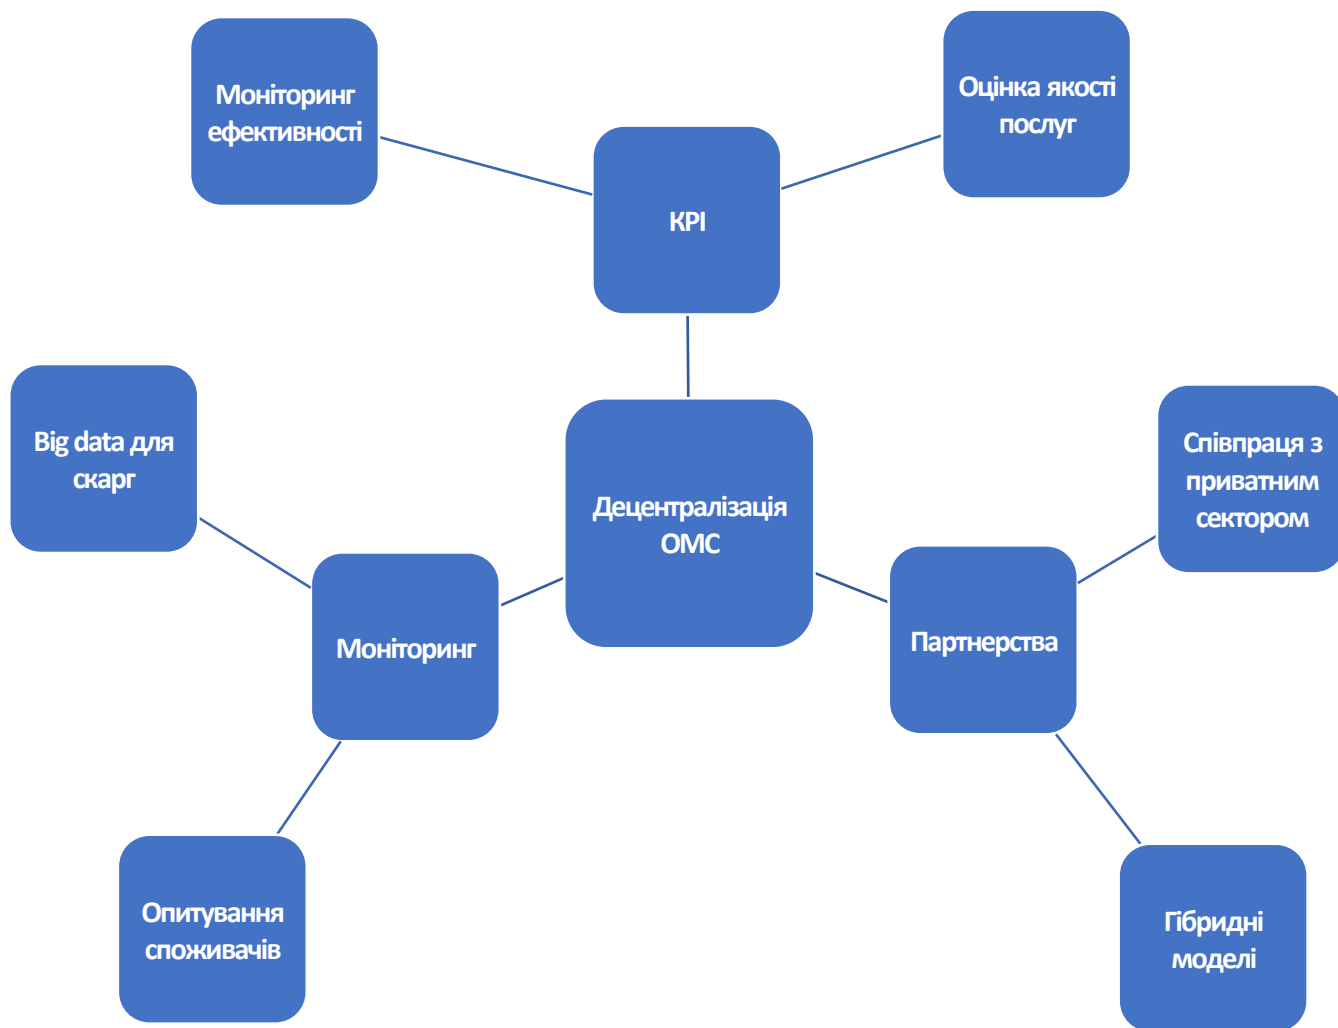 Моніторинг
ефективності
Оцінка якості
послуг
КРІ
Big data для
скарг
Співпраця з
приватним
сектором
Децентралізація
ОМС
Моніторинг
Партнерства
Опитування
споживачів
Гібридні
моделі